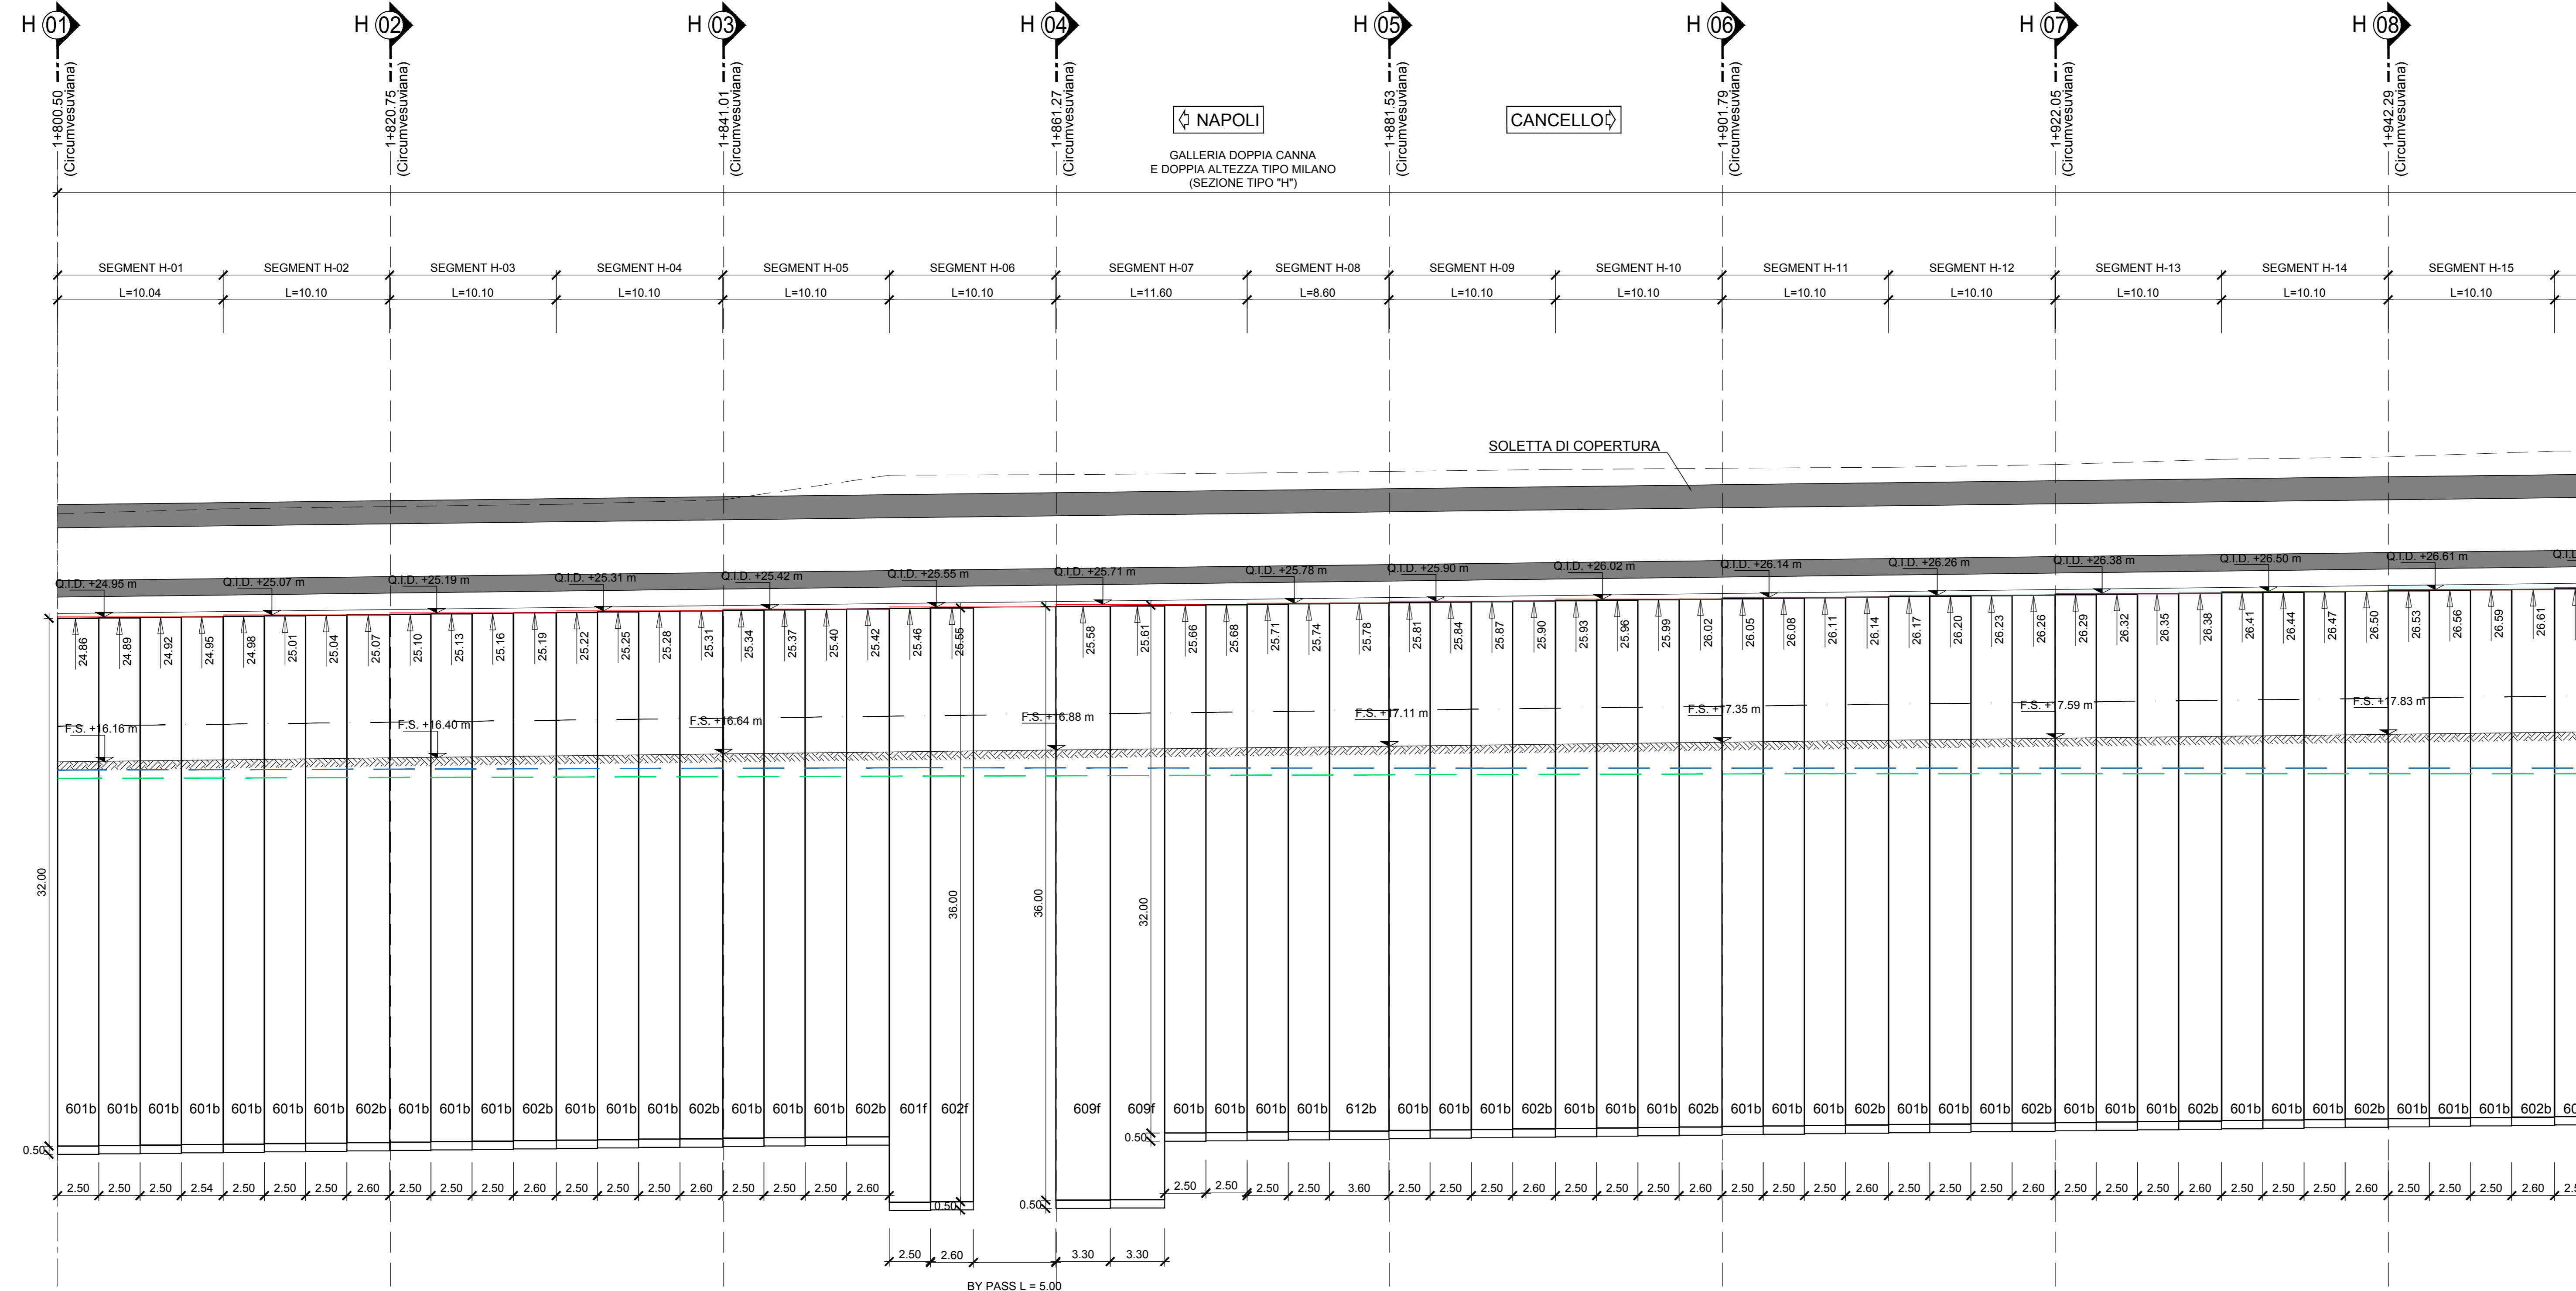 H 01 H 02 H 03 H 04 H 05 H 06 H 07 H 08
1+800.50 (Circumvesuviana)
1+820.75 (Circumvesuviana)
1+841.01 (Circumvesuviana)
1+861.27 (Circumvesuviana)
1+881.53 (Circumvesuviana)
1+901.79 (Circumvesuviana)
1+922.05 (Circumvesuviana)
1+942.29 (Circumvesuviana)
NAPOLI CANCELLO
GALLERIA DOPPIA CANNA
E DOPPIA ALTEZZA TIPO MILANO
(SEZIONE TIPO "H")
SEGMENT H-01 SEGMENT H-02 SEGMENT H-03 SEGMENT H-04 SEGMENT H-05 SEGMENT H-06 SEGMENT H-07 SEGMENT H-08 SEGMENT H-09 SEGMENT H-10 SEGMENT H-11 SEGMENT H-12 SEGMENT H-13 SEGMENT H-14 SEGMENT H-15
L=10.04 L=10.10 L=10.10 L=10.10 L=10.10 L=10.10 L=11.60 L=8.60 L=10.10 L=10.10 L=10.10 L=10.10 L=10.10 L=10.10 L=10.10
SOLETTA DI COPERTURA
Q.I.D. +24.95 m Q.I.D. +25.07 m Q.I.D. +25.19 m Q.I.D. +25.31 m Q.I.D. +25.42 m Q.I.D. +25.55 m Q.I.D. +25.71 m Q.I.D. +25.78 m Q.I.D. +25.90 m Q.I.D. +26.02 m Q.I.D. +26.14 m Q.I.D. +26.26 m Q.I.D. +26.38 m Q.I.D. +26.50 m Q.I.D. +26.61 m
24.86 24.89 24.92 24.95 24.98 25.01 25.04 25.07 25.10 25.13 25.16 25.19 25.22 25.25 25.28 25.31 25.34 25.37 25.40 25.42 25.46 25.55 25.58 25.61 25.66 25.68 25.71 25.74 25.78 25.81 25.84 25.87 25.90 25.93 25.96 25.99 26.02 26.05 26.08 26.11 26.14 26.17 26.20 26.23 26.26 26.29 26.32 26.35 26.38 26.41 26.44 26.47 26.50 26.53 26.56 26.59 26.61
F.S. +16.16 m F.S. +16.40 m F.S. +16.64 m F.S. +16.88 m F.S. +17.11 m F.S. +17.35 m F.S. +17.59 m F.S. +17.83 m
32.00 36.00 36.00 32.00
601b 601b 601b 601b 601b 601b 601b 602b 601b 601b 601b 602b 601b 601b 601b 602b 601b 601b 601b 602b 601f 602f 609f 609f 601b 601b 601b 601b 612b 601b 601b 601b 602b 601b 601b 601b 602b 601b 601b 601b 602b 601b 601b 601b 602b 601b 601b 601b 602b 601b 601b 601b 602b 601b 601b 601b 602b
0.50 0.50 0.50 0.50
2.50 2.50 2.50 2.54 2.50 2.50 2.50 2.60 2.50 2.50 2.50 2.60 2.50 2.50 2.50 2.60 2.50 2.50 2.50 2.60 2.50 2.50 2.50 2.50 3.60 2.50 2.50 2.50 2.60 2.50 2.50 2.50 2.60 2.50 2.50 2.50 2.60 2.50 2.50 2.50 2.60 2.50 2.50 2.50 2.60 2.50 2.50 2.50 2.60 2.50 2.50 2.50 2.60
2.50 2.60 3.30 3.30
BY PASS L = 5.00